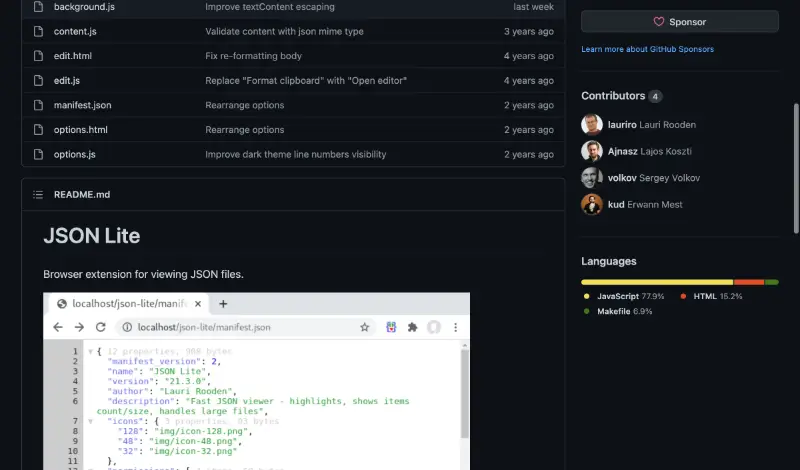 background.js Improve textContent escaping last week
content.js Validate content with json mime type 3 years ago
edit.html Fix re-formatting body 4 years ago
edit.js Replace "Format clipboard" with "Open editor" 4 years ago
manifest.json Rearrange options 2 years ago
options.html Rearrange options 2 years ago
options.js Improve dark theme line numbers visibility 2 years ago
README.md
JSON Lite
Browser extension for viewing JSON files.
localhost/json-lite/manif
localhost/json-lite/manifest.json
1 { 12 properties, 908 bytes
2 "manifest_version": 2,
3 "name": "JSON Lite",
4 "version": "21.3.0",
5 "author": "Lauri Rooden",
6 "description": "Fast JSON viewer - highlights, shows items
count/size, handles large files",
7 "icons": { 3 properties, 93 bytes
8 "128": "img/icon-128.png",
9 "48": "img/icon-48.png",
10 "32": "img/icon-32.png"
11 },
Sponsor
Learn more about GitHub Sponsors
Contributors 4
lauriro Lauri Rooden
Ajnasz Lajos Koszti
volkov Sergey Volkov
kud Erwann Mest
Languages
JavaScript 77.9% HTML 15.2%
Makefile 6.9%